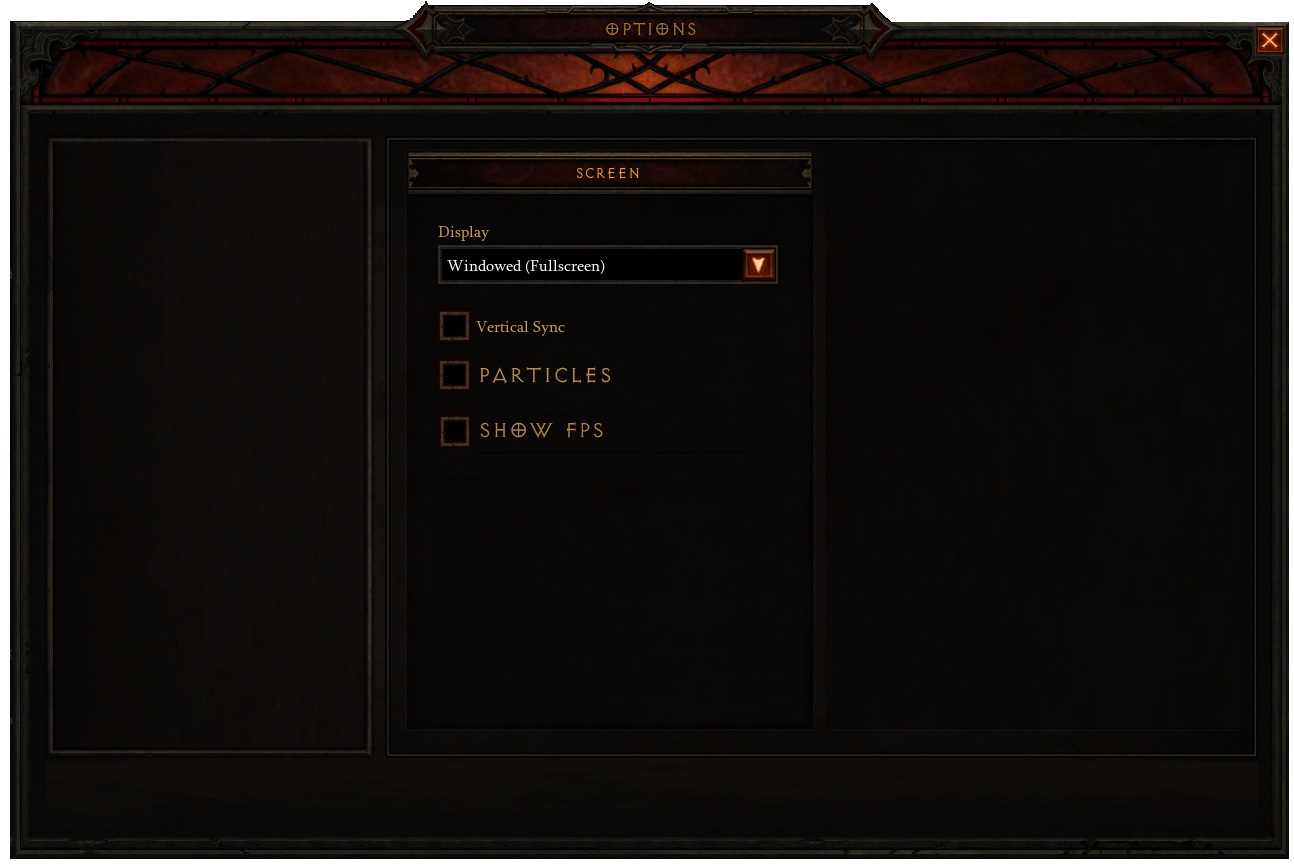 OPTIONS
SCREEN
Display
Windowed (Fullscreen)
Vertical Sync
PARTICLES
SHOW FPS